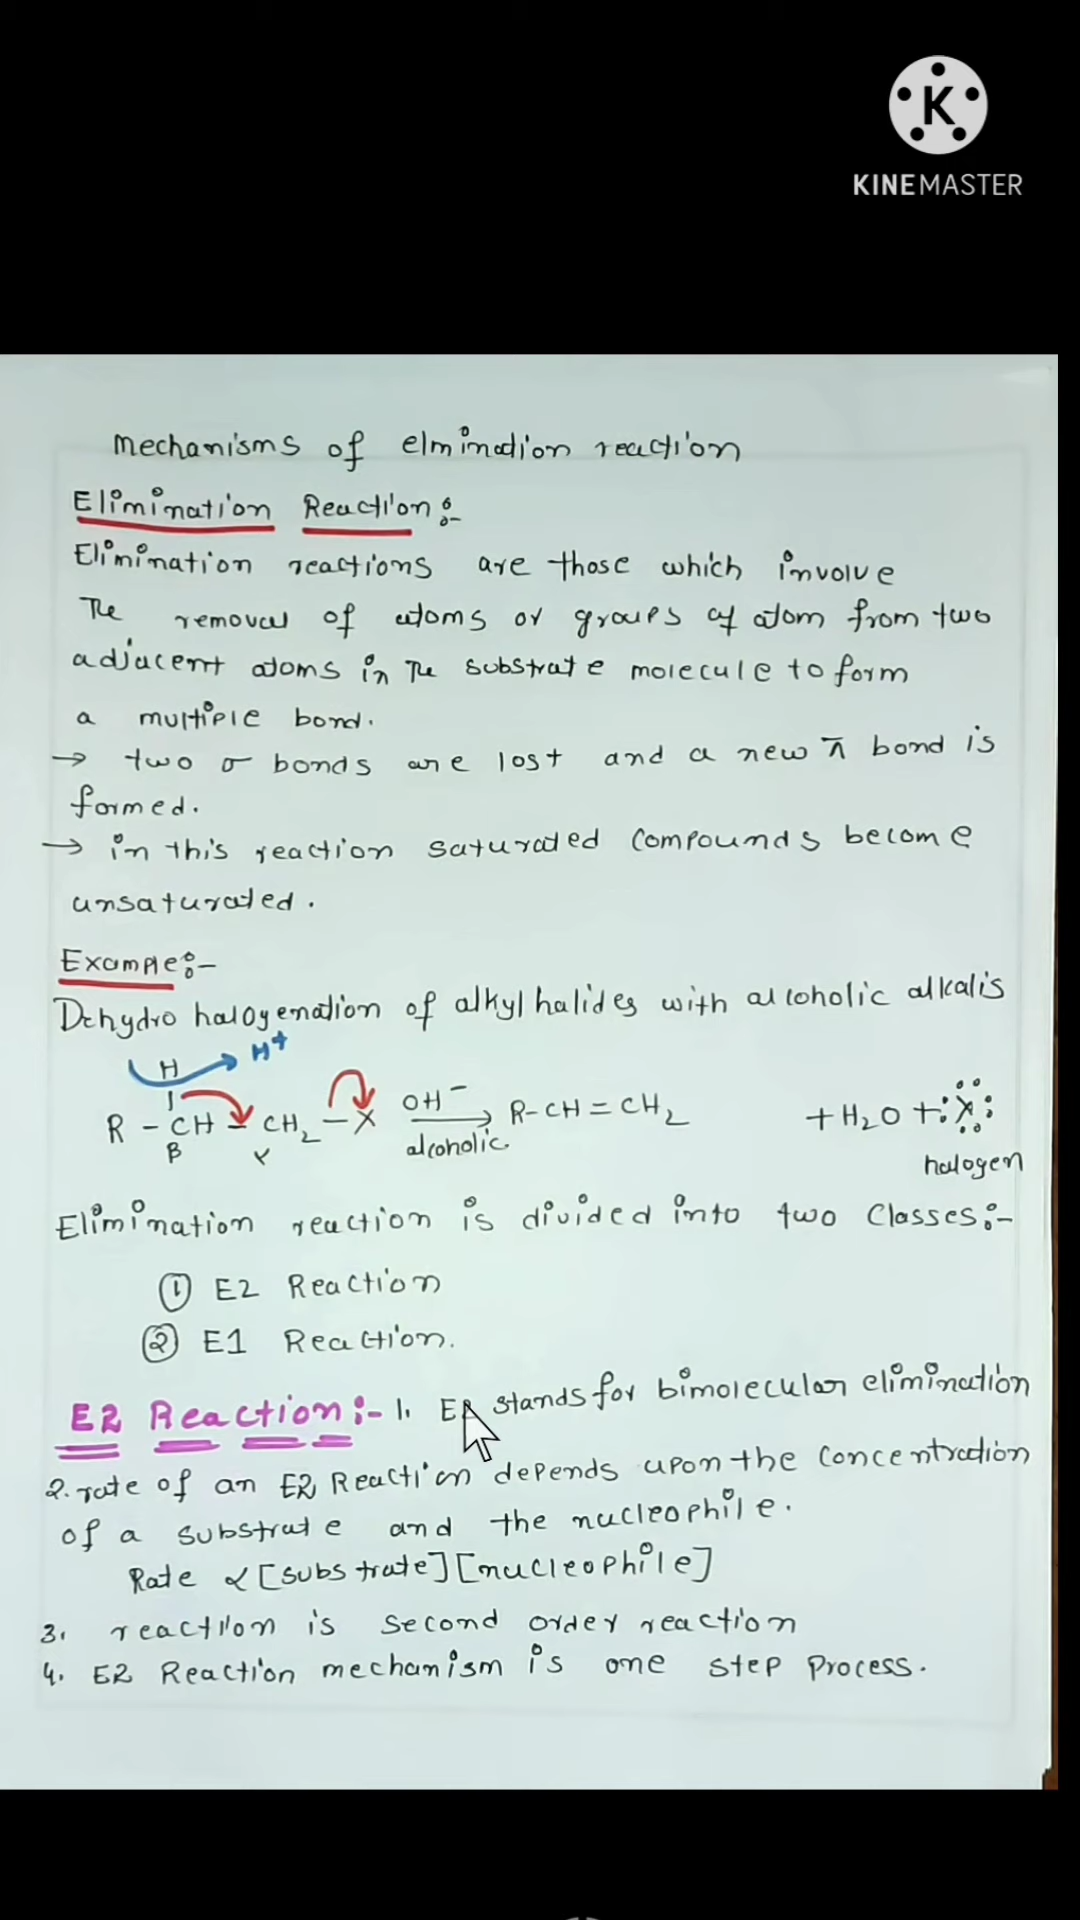 K
KINEMASTER
mechanisms of elmination reaction
Elimination Reaction:-
Elimination reactions are those which involve
The removal of atoms or groups of atom from two
adjacent atoms in The substrate molecule to form
a multiple bond.
→ two σ bonds are lost and a new π bond is
formed.
→ in this reaction saturated compounds become
unsaturated.
Example:-
Dehydro halogenation of alkyl halides with alcoholic alkalis
H H+
R - CH - CH2 - X OH- → R-CH=CH2 + H2O + :X:
β α alcoholic. halogen
Elimination reaction is divided into two classes:-
① E2 Reaction
② E1 Reaction.
E2 Reaction:- 1. E2 stands for bimolecular elimination
2. rate of an E2 Reaction depends upon the concentration
of a substrate and the nucleophile.
Rate ∝ [substrate][nucleophile]
3. reaction is second order reaction
4. E2 Reaction mechanism is one step process.